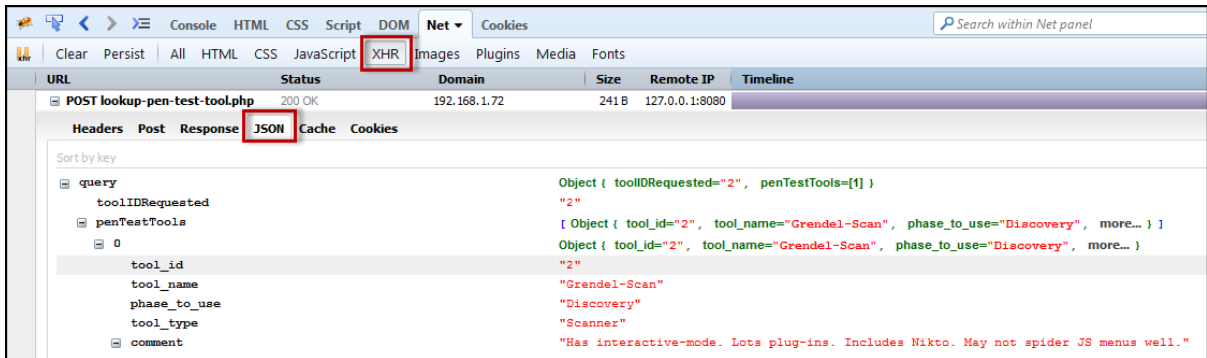 Console HTML CSS Script DOM Net Cookies Search within Net panel
xhr Clear Persist All HTML CSS JavaScript XHR Images Plugins Media Fonts
URL Status Domain Size Remote IP Timeline
POST lookup-pen-test-tool.php 200 OK 192.168.1.72 241 B 127.0.0.1:8080
Headers Post Response JSON Cache Cookies
Sort by key
query Object { toolIDRequested="2", penTestTools=[1] }
toolIDRequested "2"
penTestTools [ Object { tool_id="2", tool_name="Grendel-Scan", phase_to_use="Discovery", more... } ]
0 Object { tool_id="2", tool_name="Grendel-Scan", phase_to_use="Discovery", more... }
tool_id "2"
tool_name "Grendel-Scan"
phase_to_use "Discovery"
tool_type "Scanner"
comment "Has interactive-mode. Lots plug-ins. Includes Nikto. May not spider JS menus well."